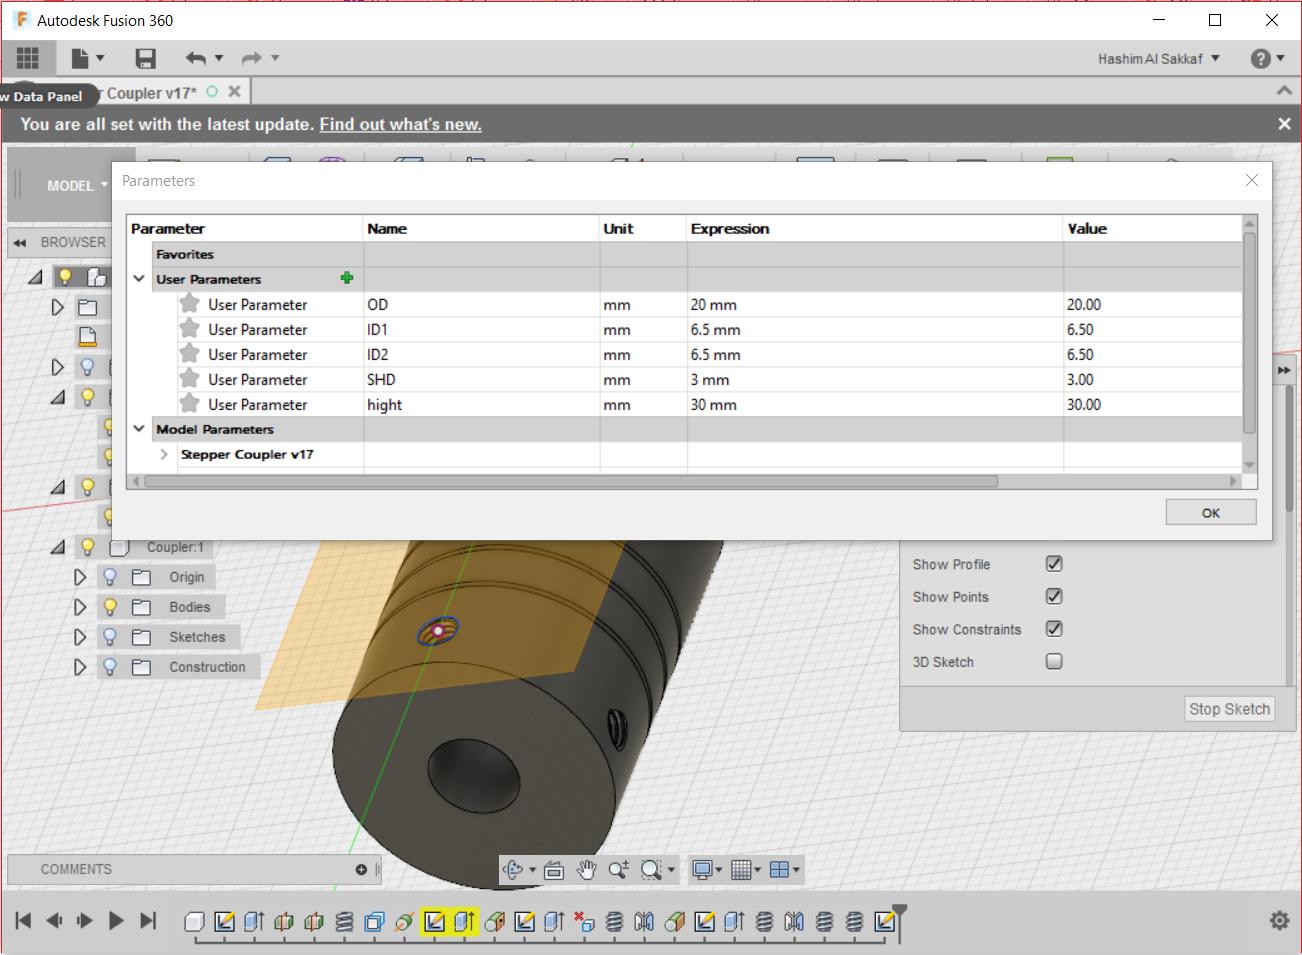 Autodesk Fusion 360
Hashim Al Sakkaf
w Data Panel
r Coupler v17*
You are all set with the latest update. Find out what's new.
MODEL
Parameters
Parameter Name Unit Expression Value
Favorites
User Parameters
User Parameter OD mm 20 mm 20.00
User Parameter ID1 mm 6.5 mm 6.50
User Parameter ID2 mm 6.5 mm 6.50
User Parameter SHD mm 3 mm 3.00
User Parameter hight mm 30 mm 30.00
Model Parameters
Stepper Coupler v17
OK
BROWSER
Coupler:1
Origin
Bodies
Sketches
Construction
Show Profile
Show Points
Show Constraints
3D Sketch
Stop Sketch
COMMENTS